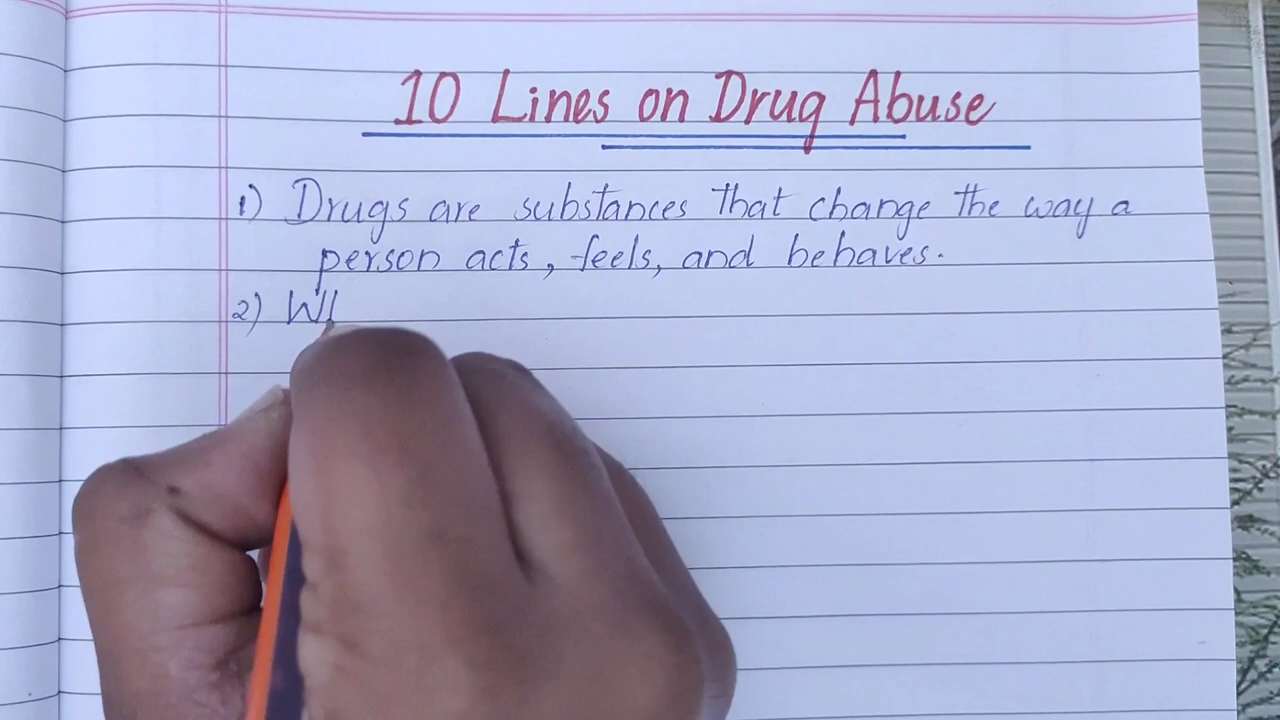 10 Lines on Drug Abuse
1) Drugs are substances that change the way a
person acts, feels, and behaves.
2) Wh